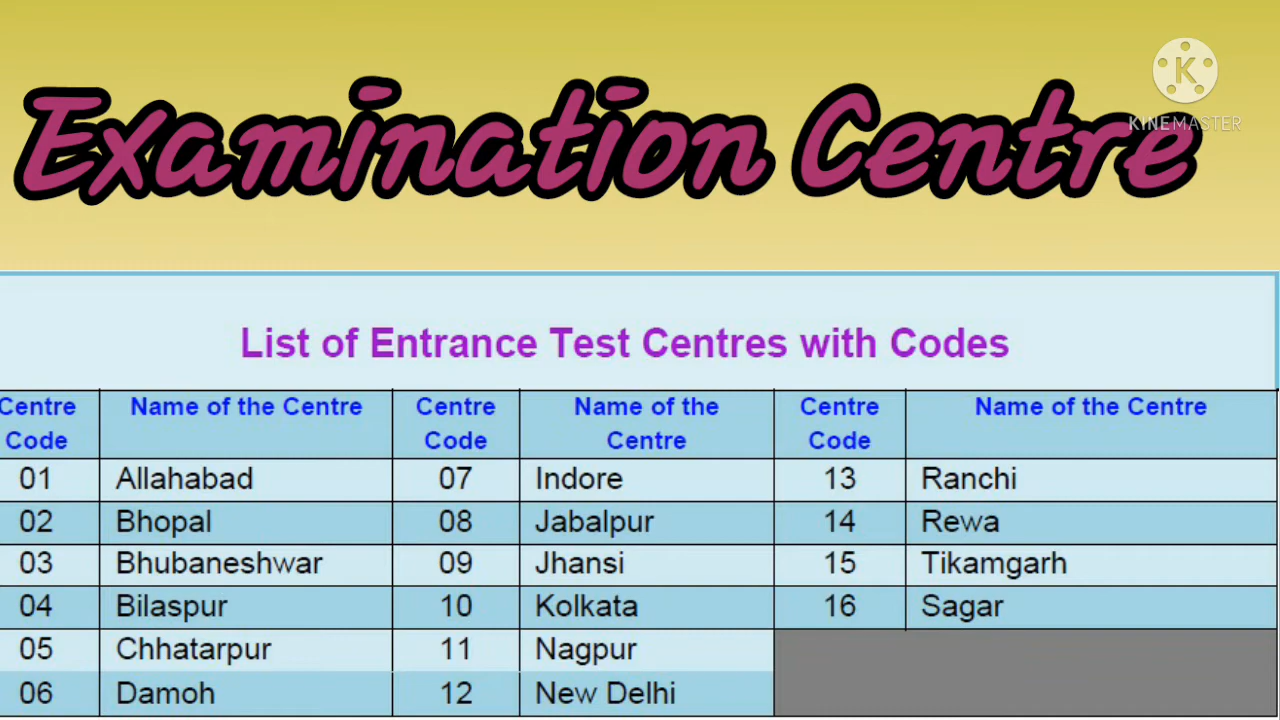 Examination Centre
K
KINEMASTER
List of Entrance Test Centres with Codes
Centre Code Name of the Centre Centre Code Name of the Centre Centre Code Name of the Centre
01 Allahabad 07 Indore 13 Ranchi
02 Bhopal 08 Jabalpur 14 Rewa
03 Bhubaneshwar 09 Jhansi 15 Tikamgarh
04 Bilaspur 10 Kolkata 16 Sagar
05 Chhatarpur 11 Nagpur
06 Damoh 12 New Delhi